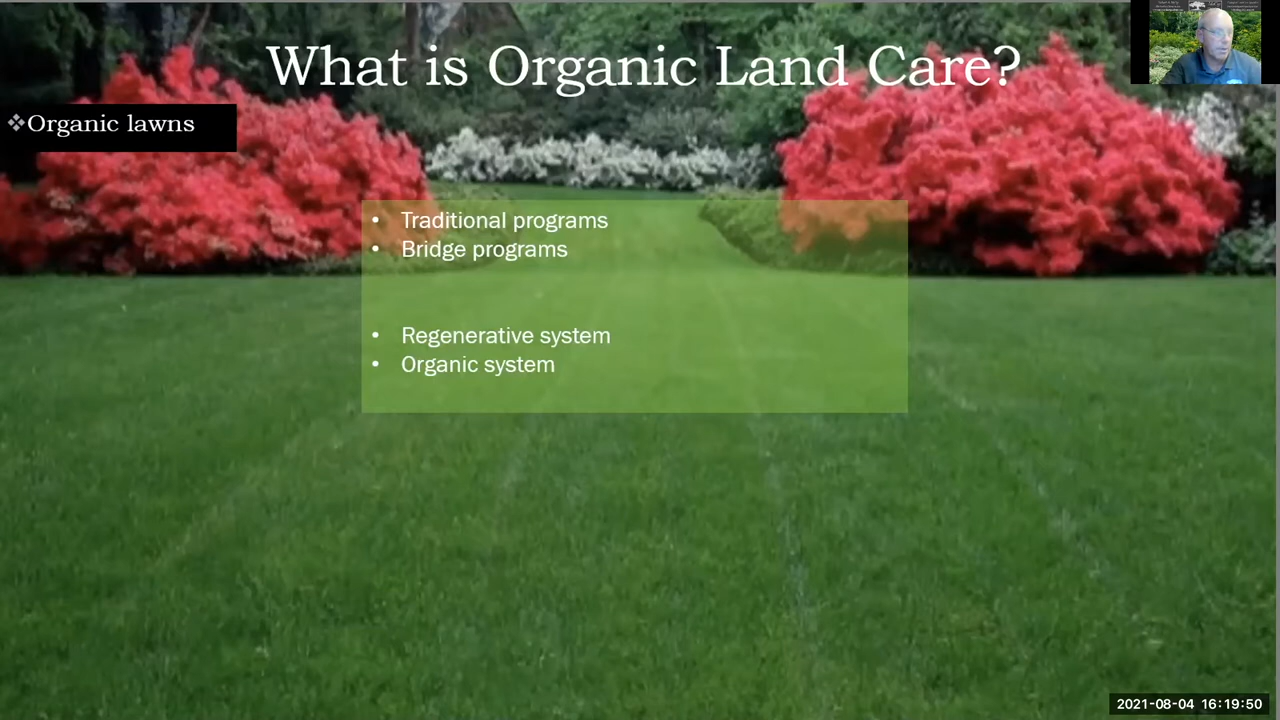 What is Organic Land Care?
❖Organic lawns
• Traditional programs
• Bridge programs
• Regenerative system
• Organic system
2021-08-04 16:19:50